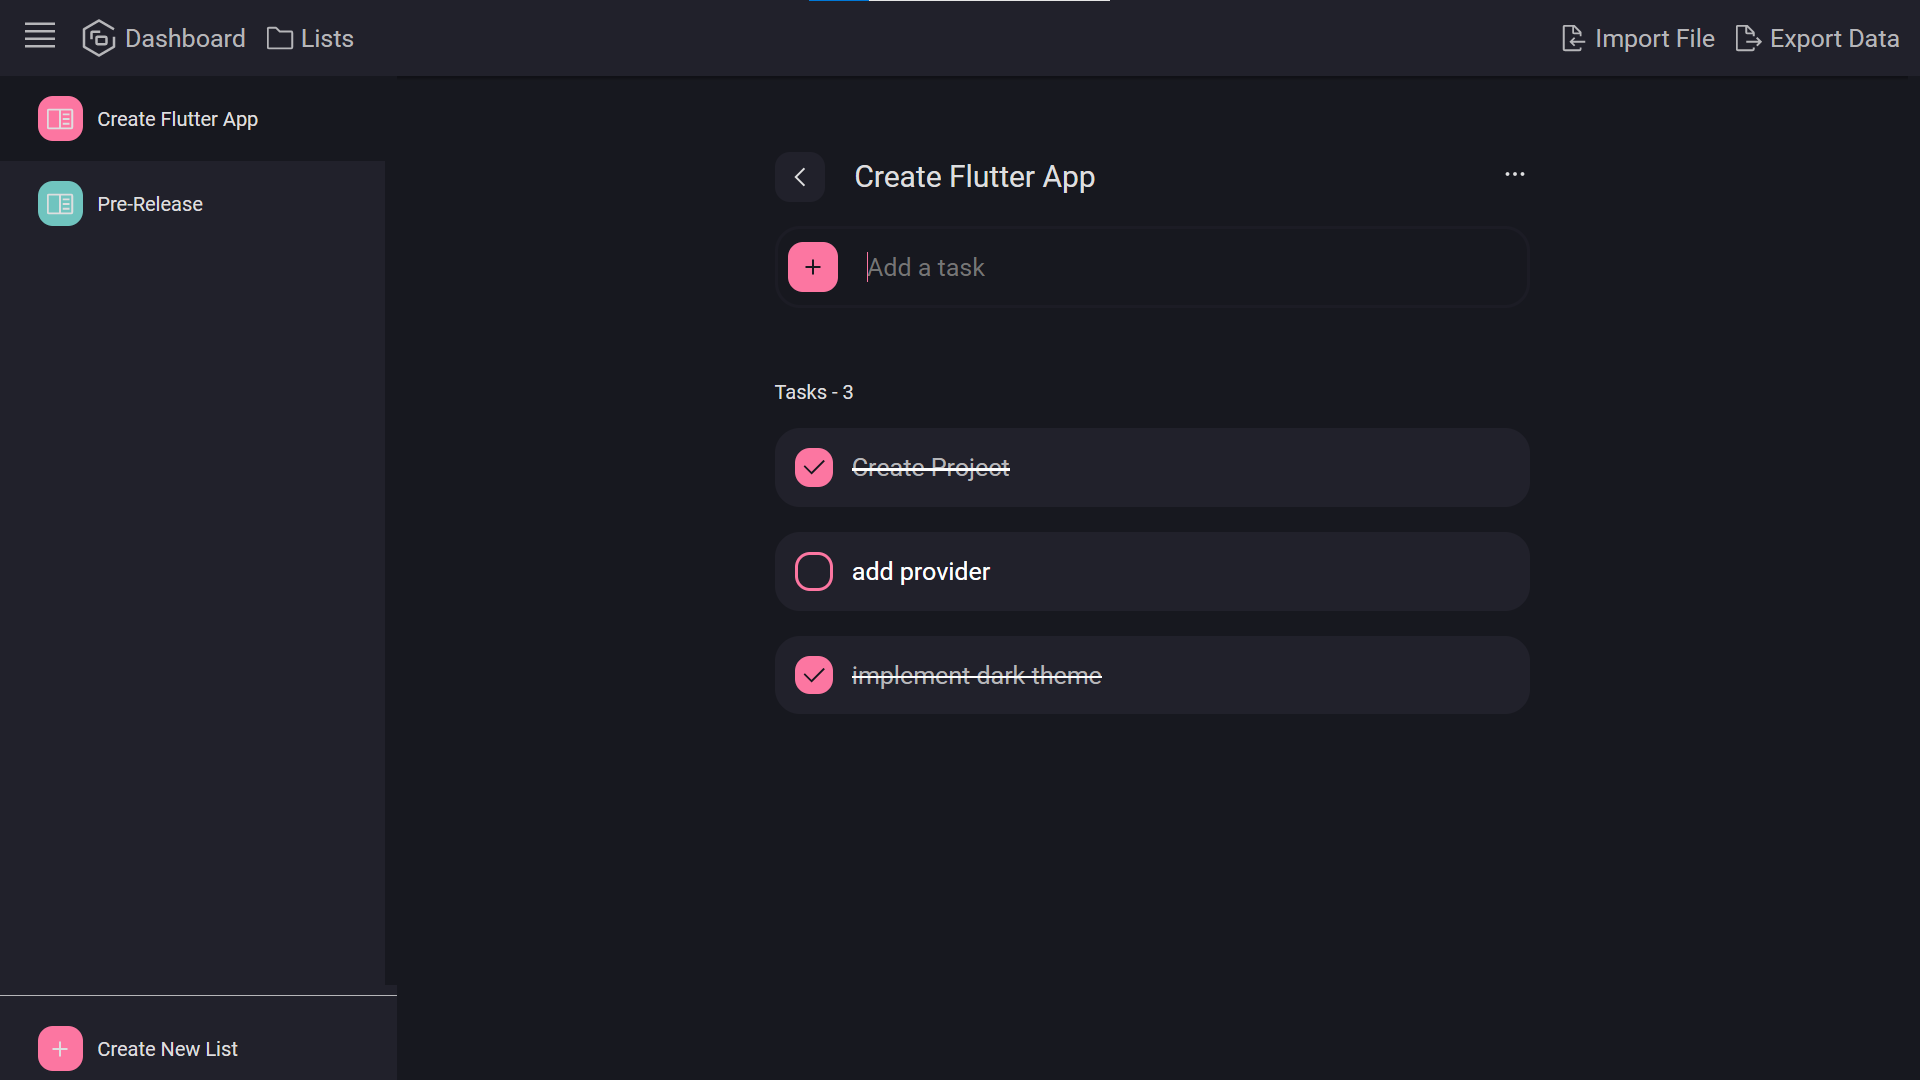 Dashboard Lists Import File Export Data
Create Flutter App
Pre-Release
Create New List
Create Flutter App
Add a task
Tasks - 3
Create Project
add provider
implement dark theme